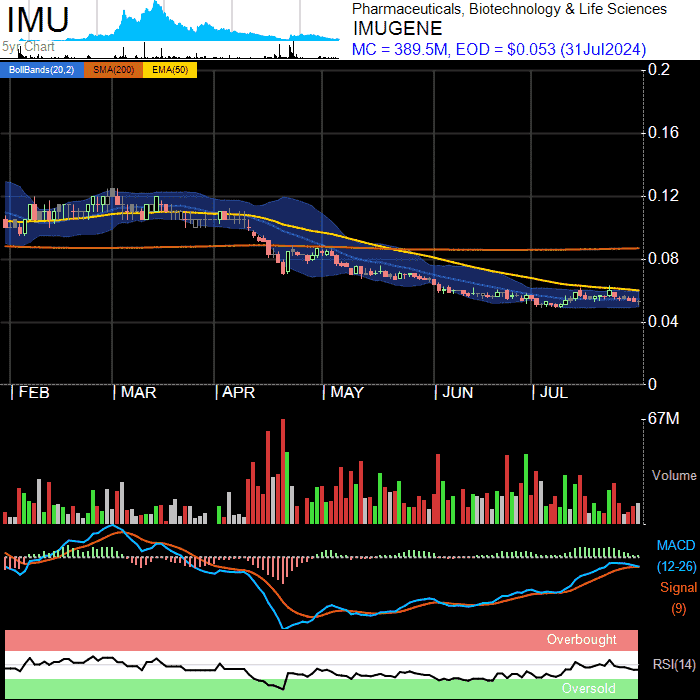 IMU
5yr Chart
Pharmaceuticals, Biotechnology & Life Sciences
IMUGENE
MC = 389.5M, EOD = $0.053 (31Jul2024)
BollBands(20,2) SMA(200) EMA(50)
0.2
0.16
0.12
0.08
0.04
0
FEB MAR APR MAY JUN JUL
67M
Volume
MACD
(12-26)
Signal
(9)
Overbought
RSI(14)
Oversold